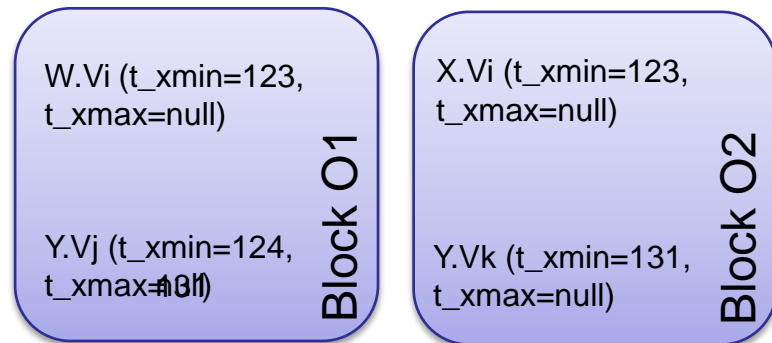 W.Vi (t_xmin=123,
t_xmax=null)
Y.Vj (t_xmin=124,
t_xmax=
Block O1
X.Vi (t_xmin=123,
t_xmax=null)
Y.Vk (t_xmin=131,
t_xmax=null)
Block O2